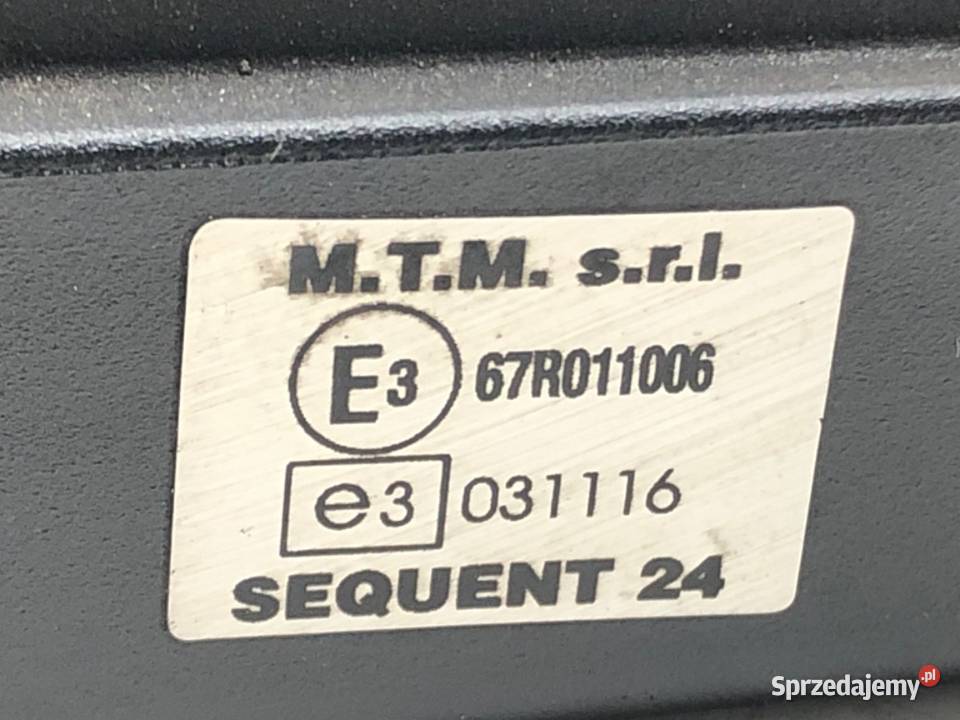 M.T.M. s.r.l.
E3 67R011006
e3 031116
SEQUENT 24
Sprzedajemy.pl